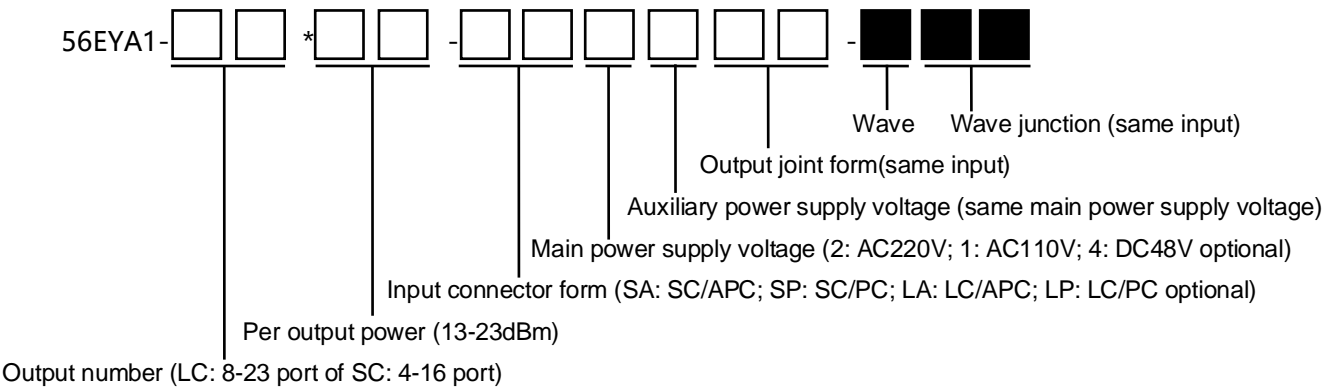 56EYA1- * - -
Wave Wave junction (same input)
Output joint form(same input)
Auxiliary power supply voltage (same main power supply voltage)
Main power supply voltage (2: AC220V; 1: AC110V; 4: DC48V optional)
Input connector form (SA: SC/APC; SP: SC/PC; LA: LC/APC; LP: LC/PC optional)
Per output power (13-23dBm)
Output number (LC: 8-23 port of SC: 4-16 port)